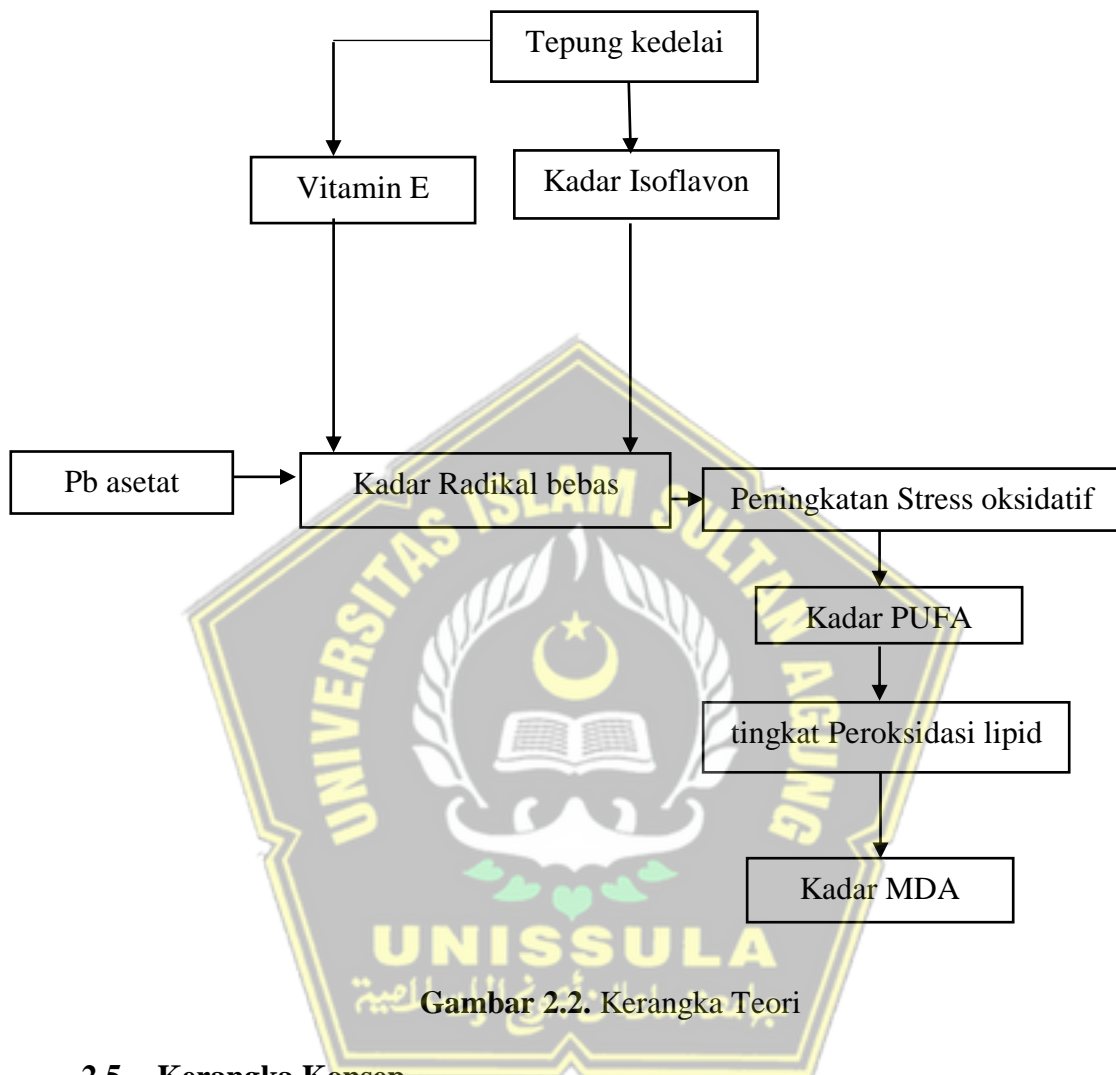 Tepung kedelai
Vitamin E
Kadar Isoflavon
Pb asetat
Kadar Radikal bebas
Peningkatan Stress oksidatif
Kadar PUFA
tingkat Peroksidasi lipid
Kadar MDA
UNIVERSITAS ISLAM SULTAN AGUNG
UNISSULA
Gambar 2.2. Kerangka Teori
2.5 Kerangka Konsep